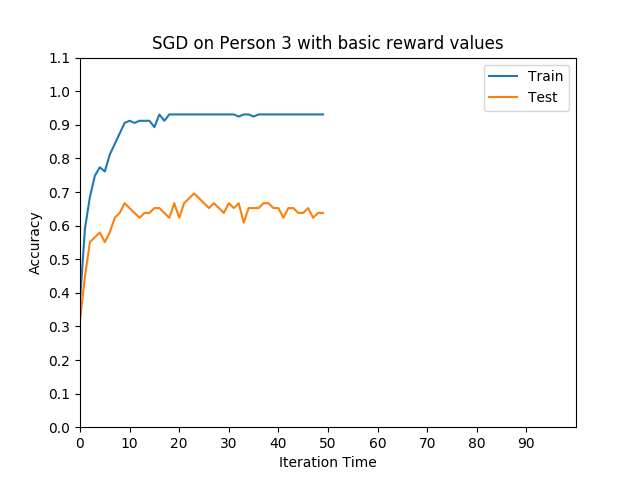 SGD on Person 3 with basic reward values
1.1
1.0
0.9
0.8
0.7
0.6
0.5
0.4
0.3
0.2
0.1
0.0
Accuracy
Train
Test
0 10 20 30 40 50 60 70 80 90
Iteration Time